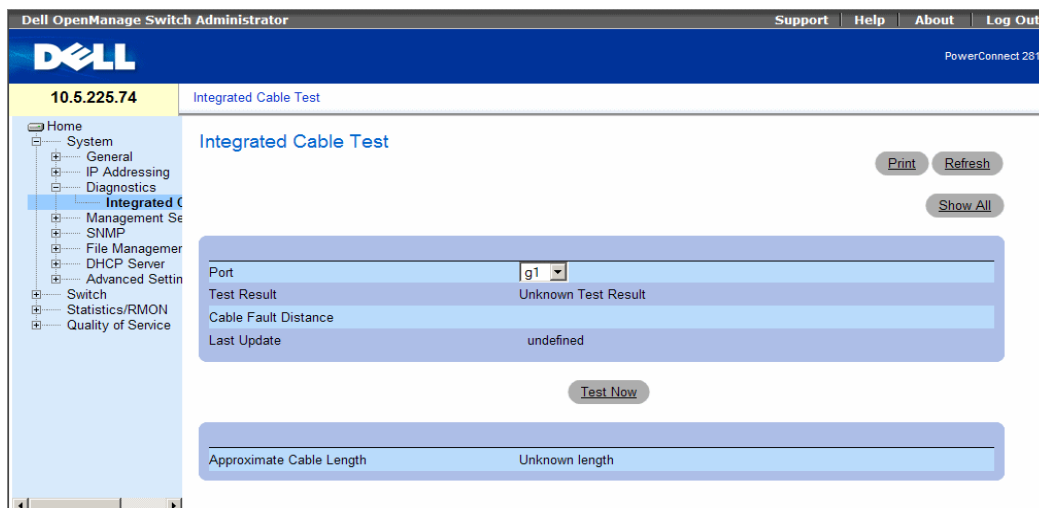 Dell OpenManage Switch Administrator Support Help About Log Out
DELL
PowerConnect 281
10.5.225.74
Integrated Cable Test
Home
System
General
IP Addressing
Diagnostics
Integrated C
Management Se
SNMP
File Managemer
DHCP Server
Advanced Settin
Switch
Statistics/RMON
Quality of Service
Integrated Cable Test
Print Refresh
Show All
Port g1
Test Result Unknown Test Result
Cable Fault Distance
Last Update undefined
Test Now
Approximate Cable Length Unknown length